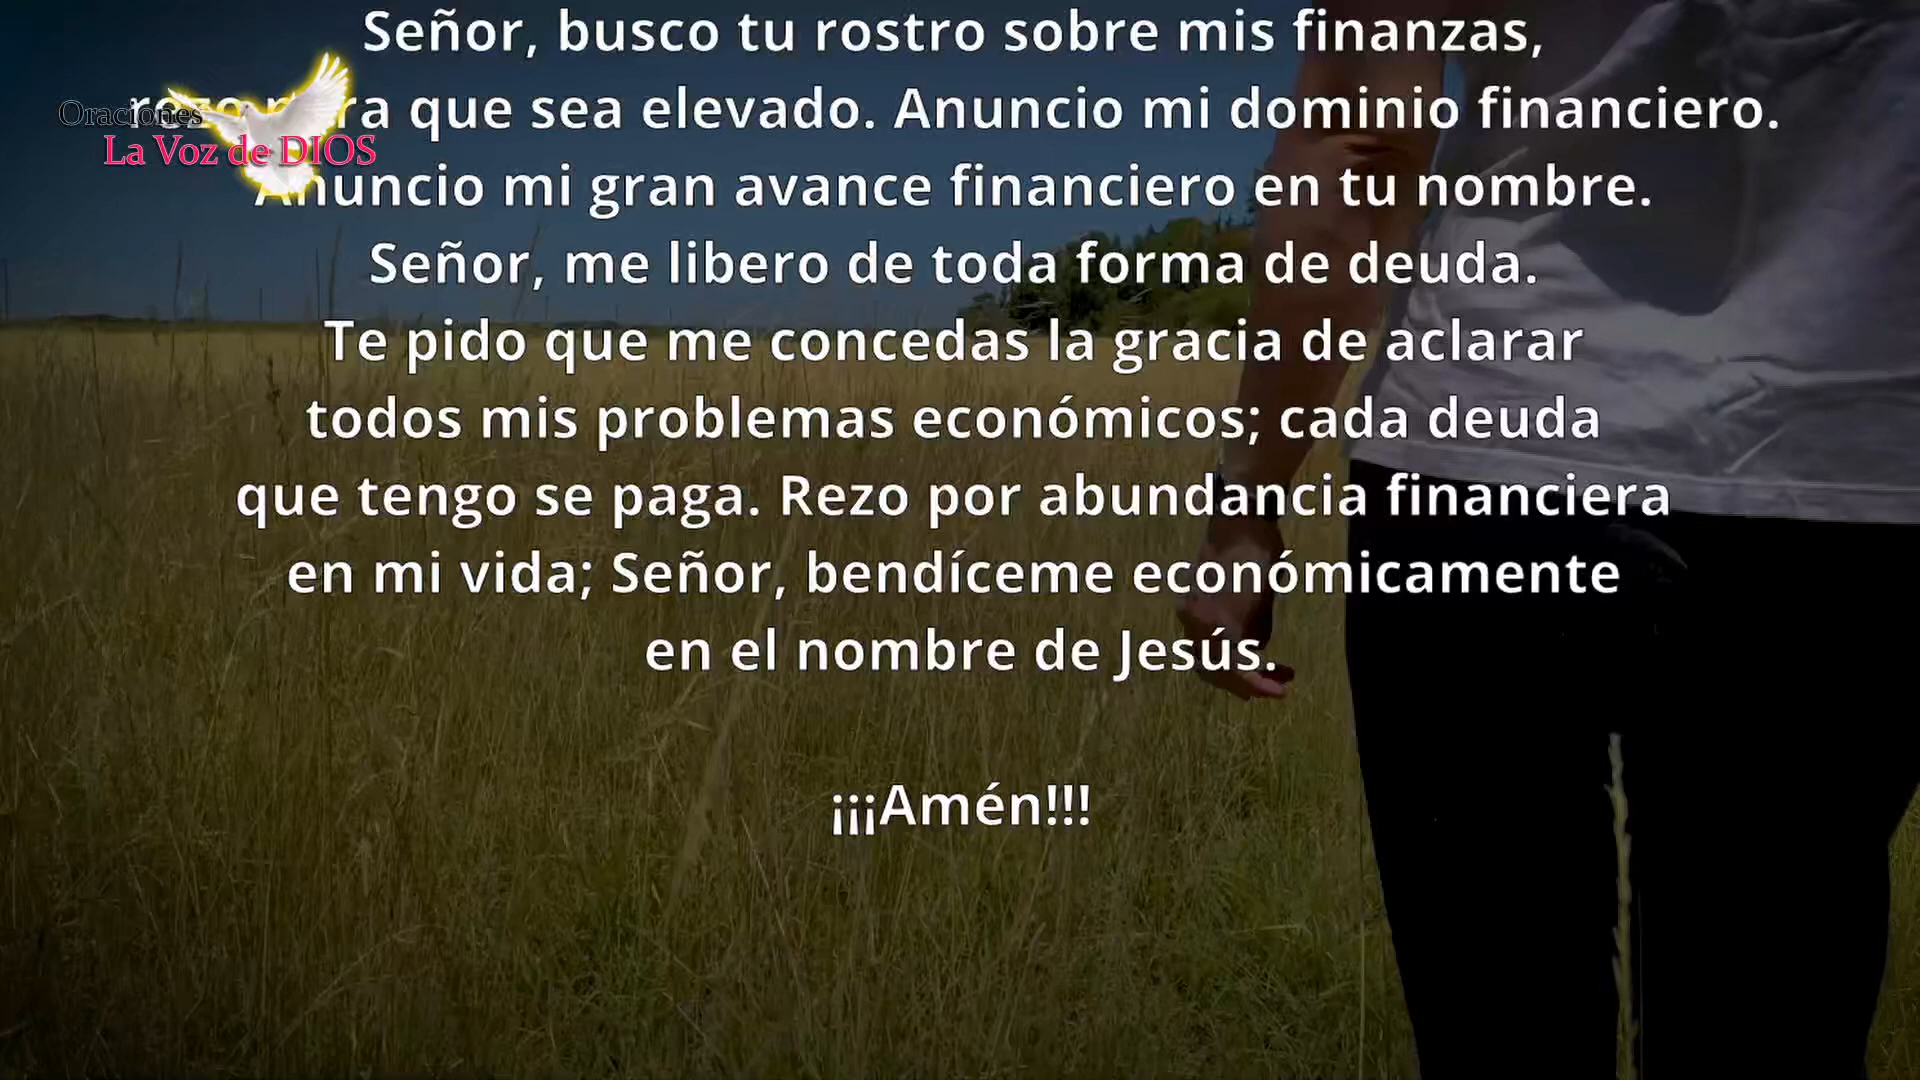 Señor, busco tu rostro sobre mis finanzas,
rezo para que sea elevado. Anuncio mi dominio financiero.
Oraciones
La Voz de DIOS
Anuncio mi gran avance financiero en tu nombre.
Señor, me libero de toda forma de deuda.
Te pido que me concedas la gracia de aclarar
todos mis problemas económicos; cada deuda
que tengo se paga. Rezo por abundancia financiera
en mi vida; Señor, bendíceme económicamente
en el nombre de Jesús.
¡¡¡Amén!!!